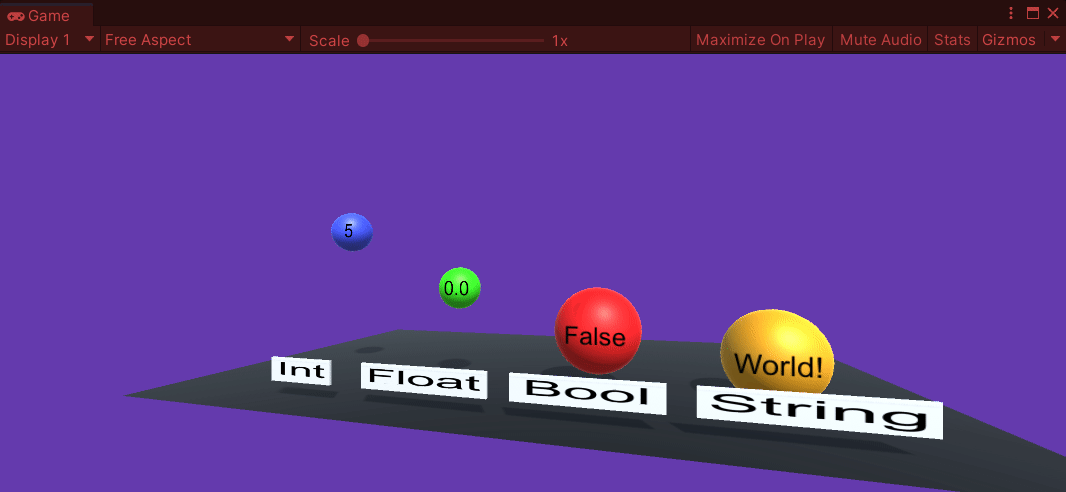 Game
Display 1 Free Aspect Scale 1x Maximize On Play Mute Audio Stats Gizmos
5
0.0
False
World!
Int
Float
Bool
String